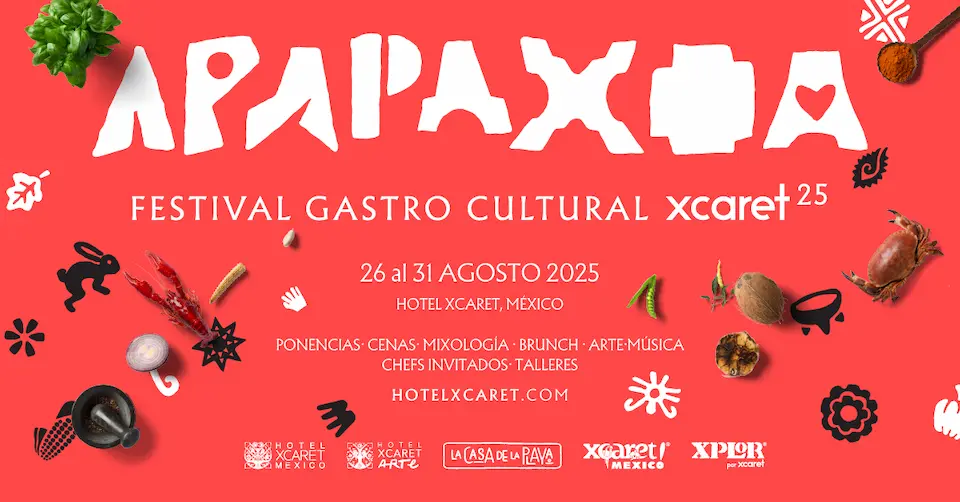 APAPAXOA
FESTIVAL GASTRO CULTURAL xcaret 25
26 al 31 AGOSTO 2025
HOTEL XCARET, MÉXICO
PONENCIAS· CENAS· MIXOLOGÍA · BRUNCH · ARTE·MÚSICA
CHEFS INVITADOS· TALLERES
HOTELXCARET.COM
HOTEL XCARET MEXICO
HOTEL XCARET ARTE
LA CASA DE LA PLAYA
xcaret! MEXICO
XPLOR por xcaret